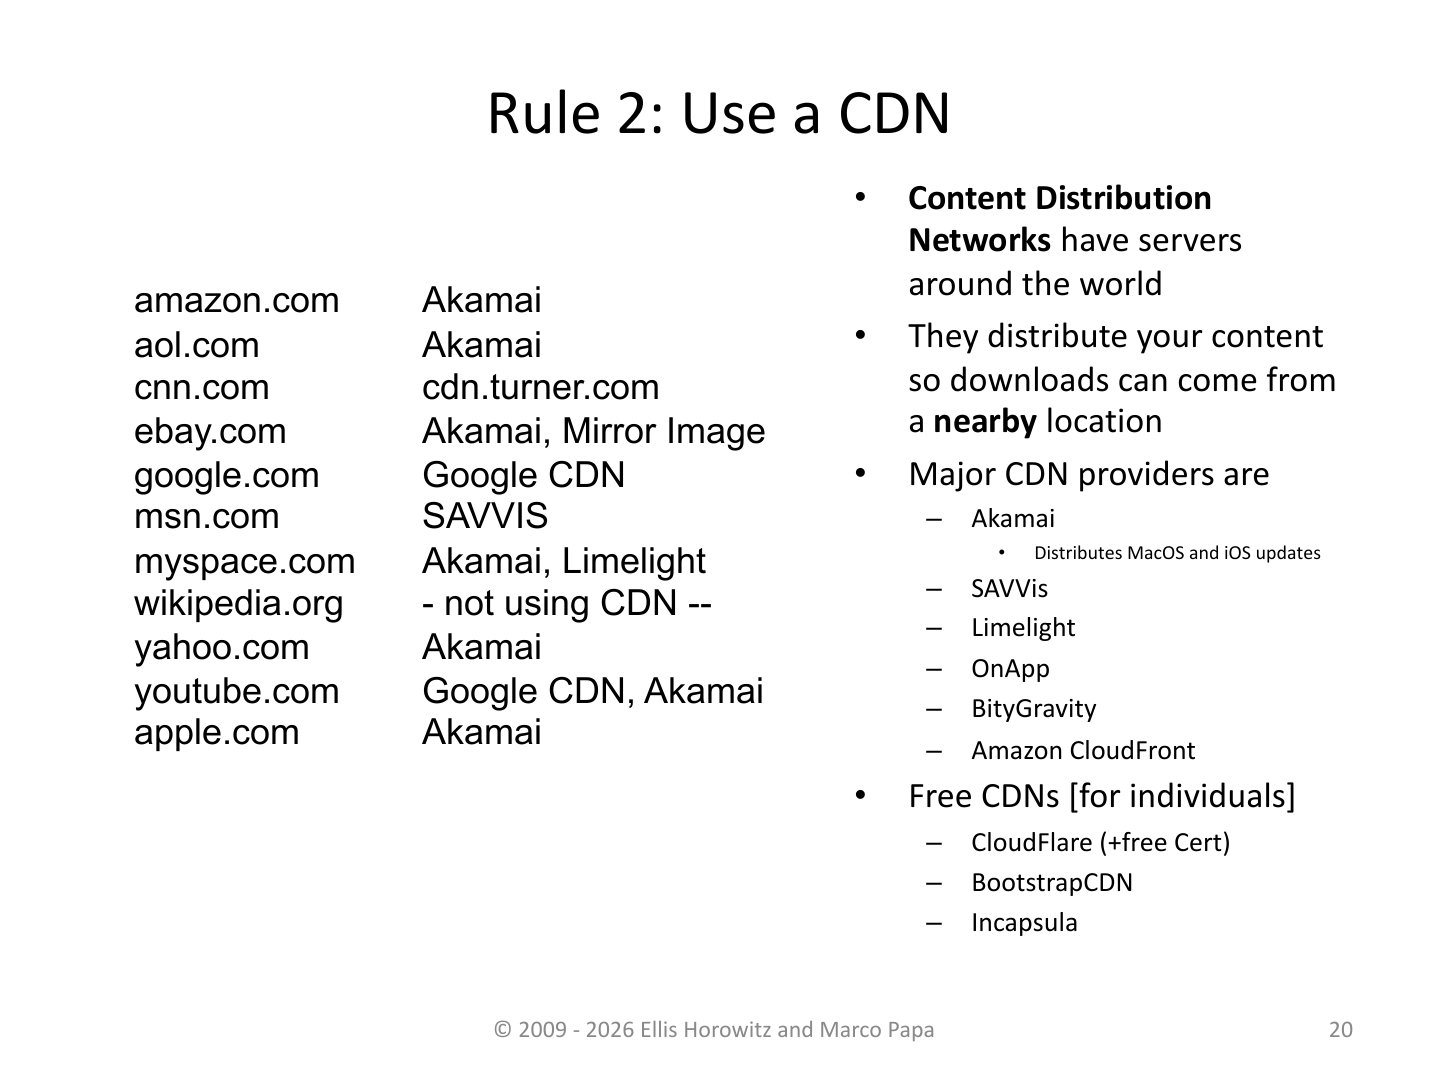 Rule 2: Use a CDN
amazon.com Akamai
aol.com Akamai
cnn.com cdn.turner.com
ebay.com Akamai, Mirror Image
google.com Google CDN
msn.com SAVVIS
myspace.com Akamai, Limelight
wikipedia.org - not using CDN --
yahoo.com Akamai
youtube.com Google CDN, Akamai
apple.com Akamai
• Content Distribution
Networks have servers
around the world
• They distribute your content
so downloads can come from
a nearby location
• Major CDN providers are
– Akamai
• Distributes MacOS and iOS updates
– SAVVis
– Limelight
– OnApp
– BityGravity
– Amazon CloudFront
• Free CDNs [for individuals]
– CloudFlare (+free Cert)
– BootstrapCDN
– Incapsula
© 2009 - 2026 Ellis Horowitz and Marco Papa
20